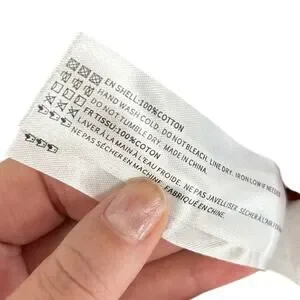 EN SHELL:100%COTTON
HAND WASH COLD. DO NOT BLEACH. LINE DRY. IRON LOW IF NEEDED
DO NOT TUMBLE DRY. MADE IN CHINA.
FR TISSU:100%COTON
LAVER À LA MAIN À L'EAU FROIDE. NE PAS JAVELLISER. SÉCHER À L'AIR
NE PAS SÉCHER EN MACHINE. FABRIQUÉ EN CHINE.